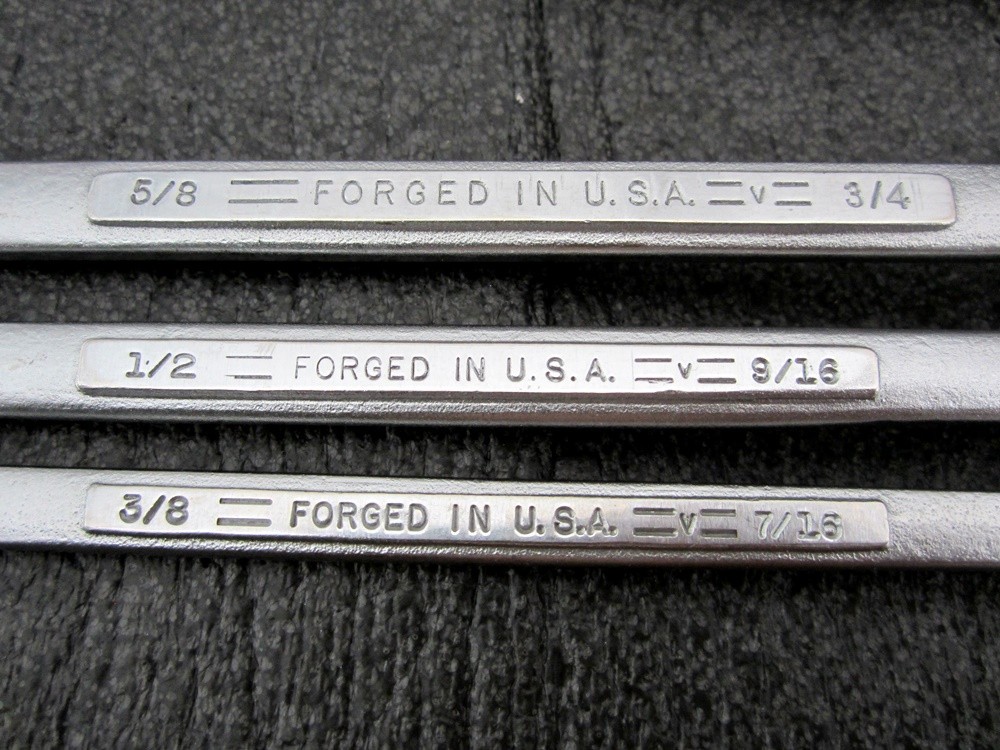 5/8 = FORGED IN U.S.A. =v= 3/4
1/2 = FORGED IN U.S.A. =v= 9/16
3/8 = FORGED IN U.S.A. =v= 7/16